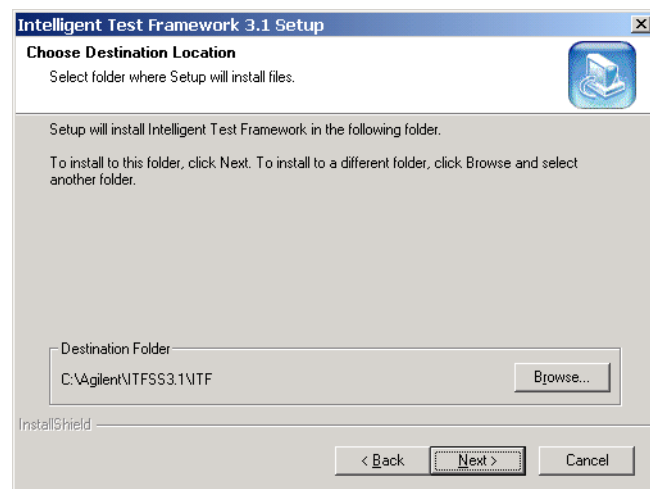 Intelligent Test Framework 3.1 Setup
Choose Destination Location
Select folder where Setup will install files.
Setup will install Intelligent Test Framework in the following folder.
To install to this folder, click Next. To install to a different folder, click Browse and select
another folder.
Destination Folder
C:\Agilent\ITFSS3.1\ITF
Browse...
InstallShield
< Back
Next >
Cancel